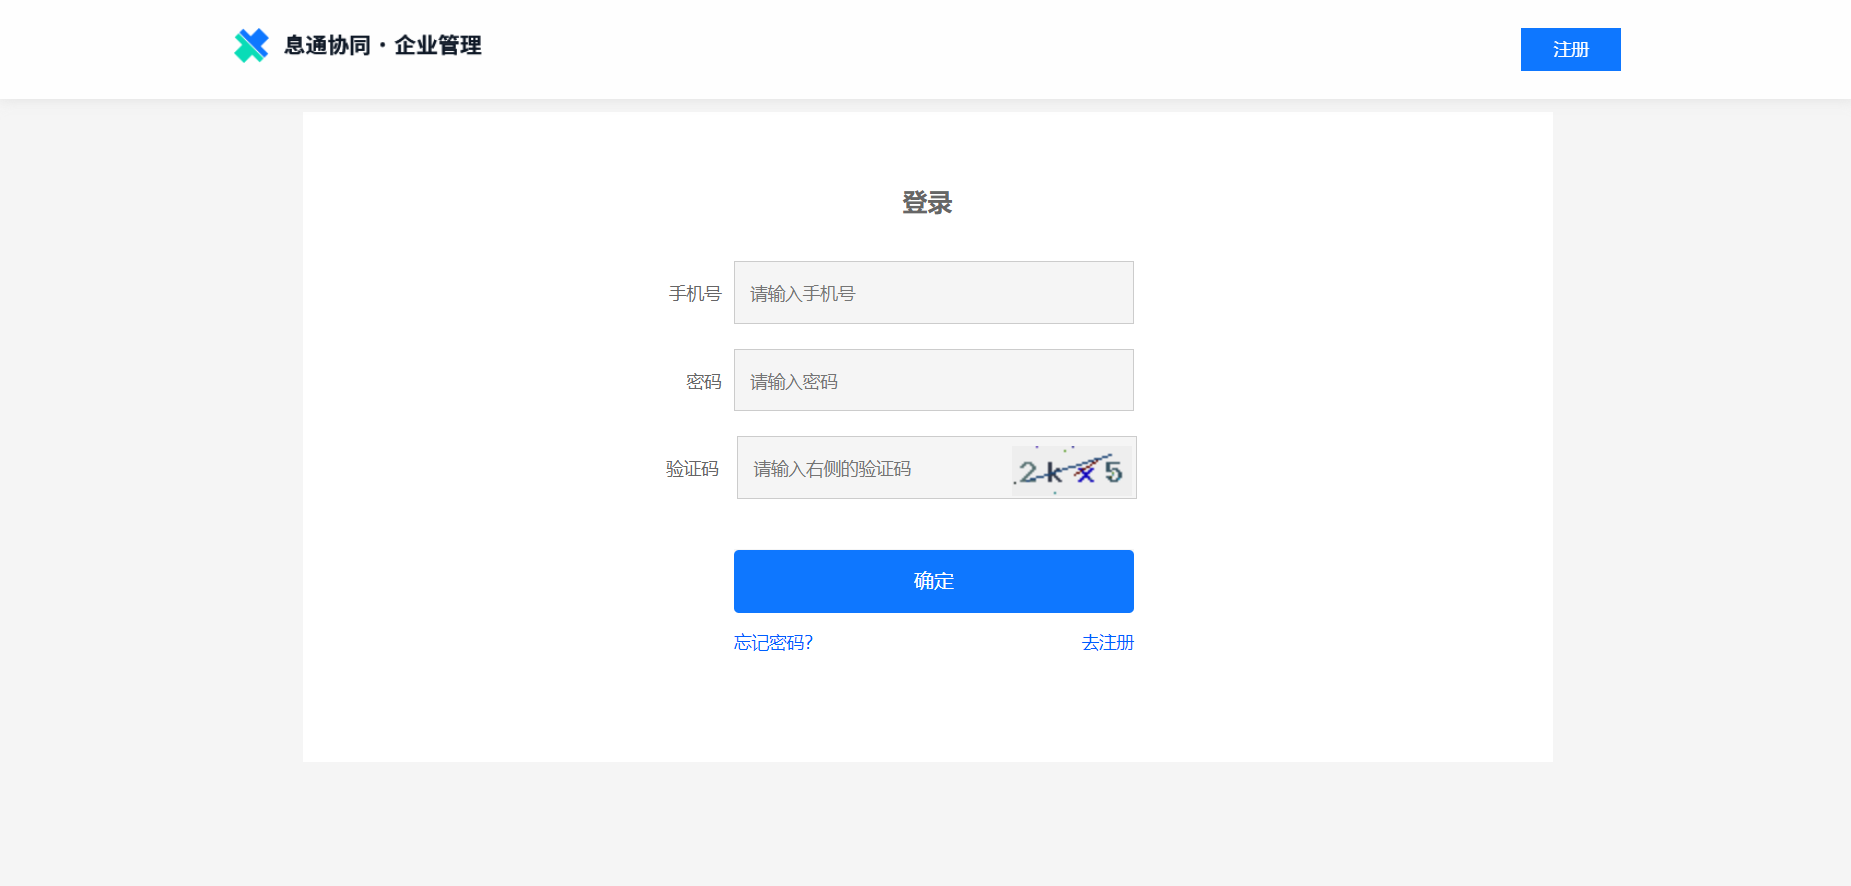 息通协同·企业管理
注册
登录
手机号 请输入手机号
密码 请输入密码
验证码 请输入右侧的验证码 2kx5
确定
忘记密码? 去注册